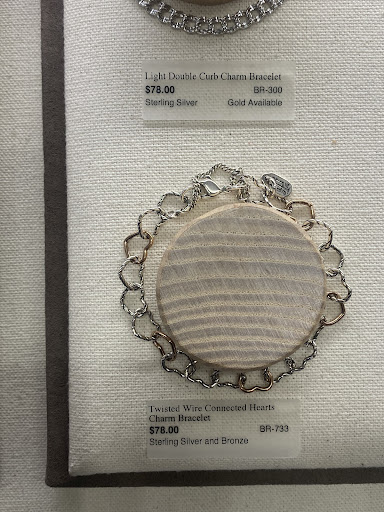 Light Double Curb Charm Bracelet
$78.00 BR-300
Sterling Silver Gold Available
Twisted Wire Connected Hearts
Charm Bracelet
$78.00 BR-733
Sterling Silver and Bronze